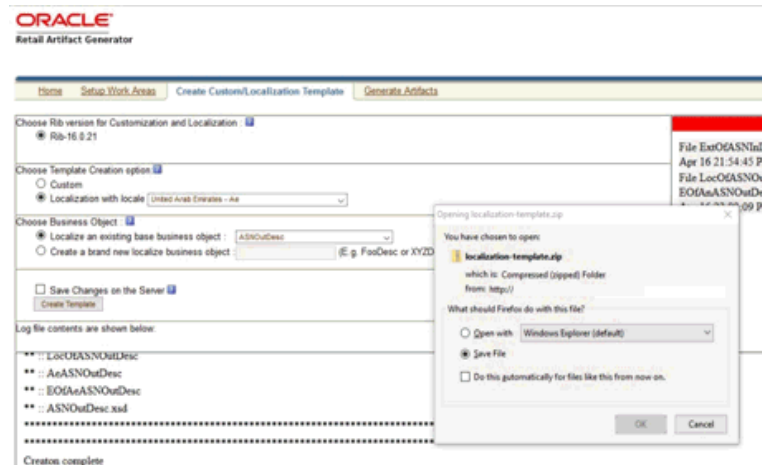 ORACLE
Retail Artifact Generator
Home Setup Work Areas Create Custom/Localization Template Generate Artifacts
Choose Rib version for Customization and Localization :
Rib-16.0.21
Choose Template Creation option:
Custom
Localization with locale United Arab Emirates - Ae
Choose Business Object :
Localize an existing base business object : ASNOutDesc
Create a brand new localize business object : (E.g. FooDesc or XYZD
Save Changes on the Server
Create Template
Log file contents are shown below:
** :: LocOfASNOutDesc
** :: AeASNOutDesc
** :: EOfAeASNOutDesc
** :: ASNOutDesc.xsd
Creaton complete
File ExtOfASNInD
Apr 16 21:54:45 P
File LocOfASNOu
EOfAnASNOutDe
Opening localization-template.zip
You have chosen to open:
localization-template.zip
which is: Compressed (zipped) Folder
from: http://
What should Firefox do with this file?
Open with Windows Explorer (default)
Save File
Do this automatically for files like this from now on.
OK Cancel